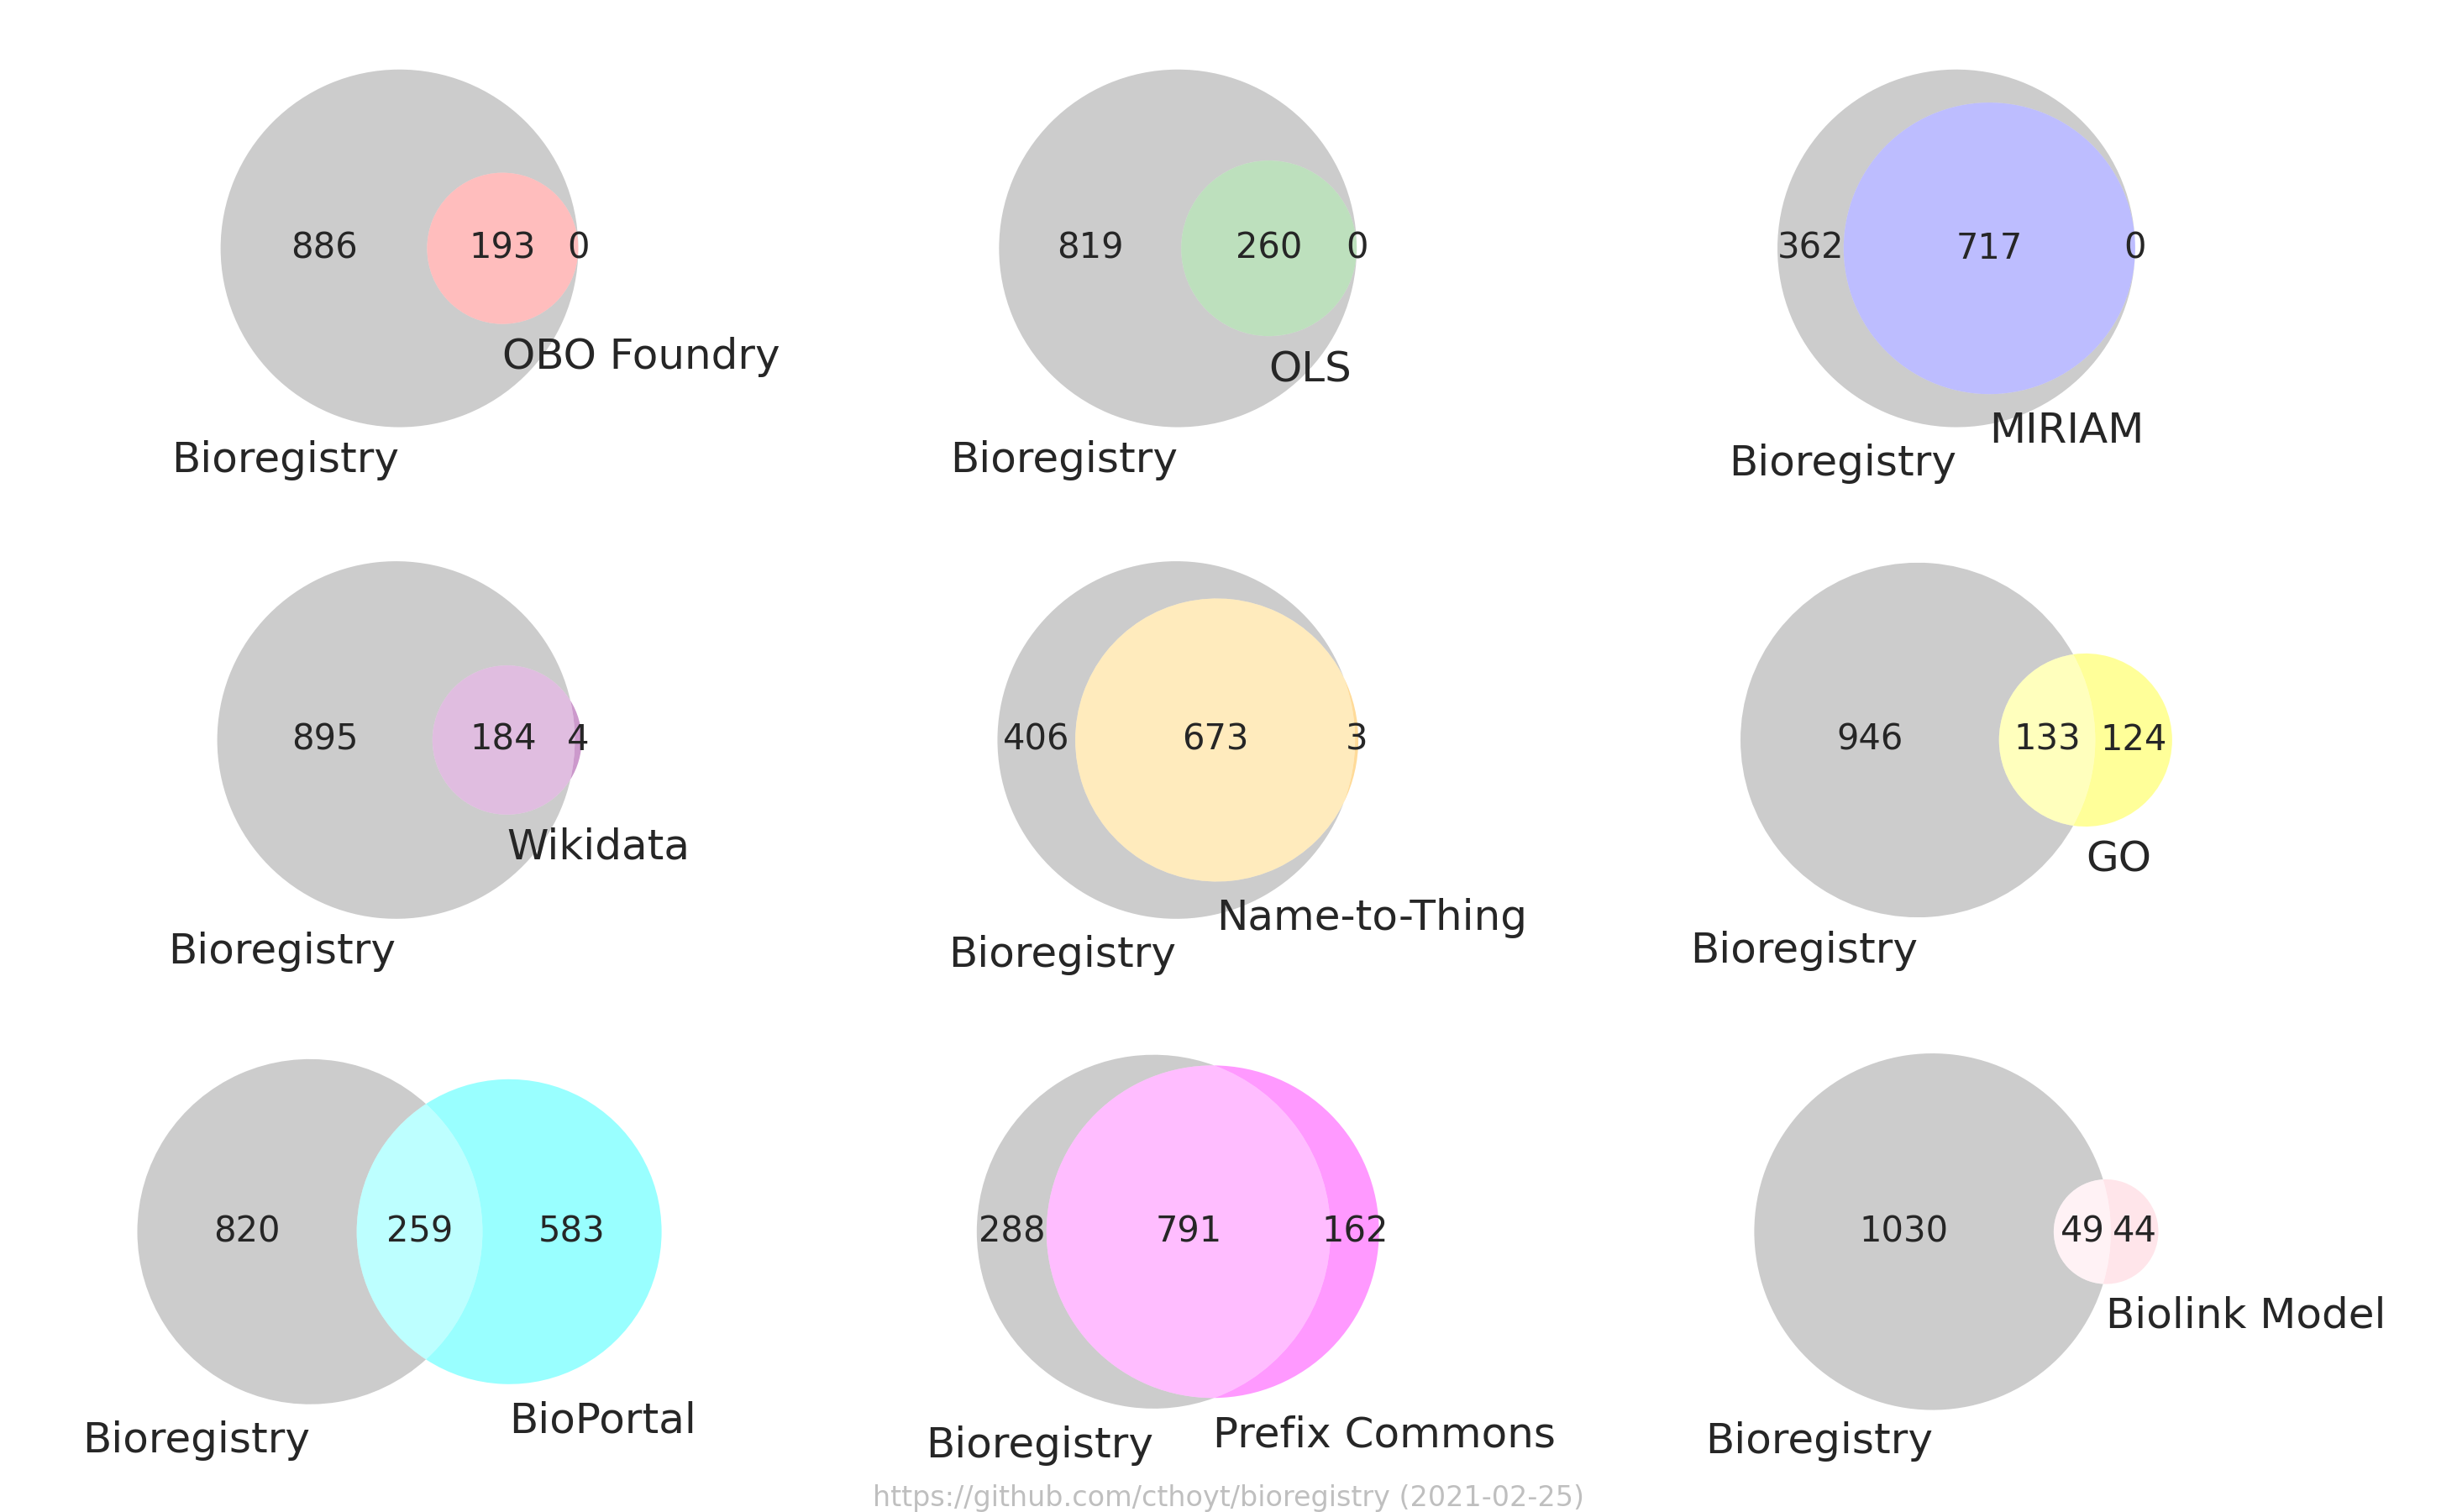 886 193 0
OBO Foundry
Bioregistry
819 260 0
OLS
Bioregistry
362 717 0
MIRIAM
Bioregistry
895 184 4
Wikidata
Bioregistry
406 673 3
Name-to-Thing
Bioregistry
946 133 124
GO
Bioregistry
820 259 583
BioPortal
Bioregistry
288 791 162
Prefix Commons
Bioregistry
1030 49 44
Biolink Model
Bioregistry
https://github.com/cthoyt/bioregistry (2021-02-25)